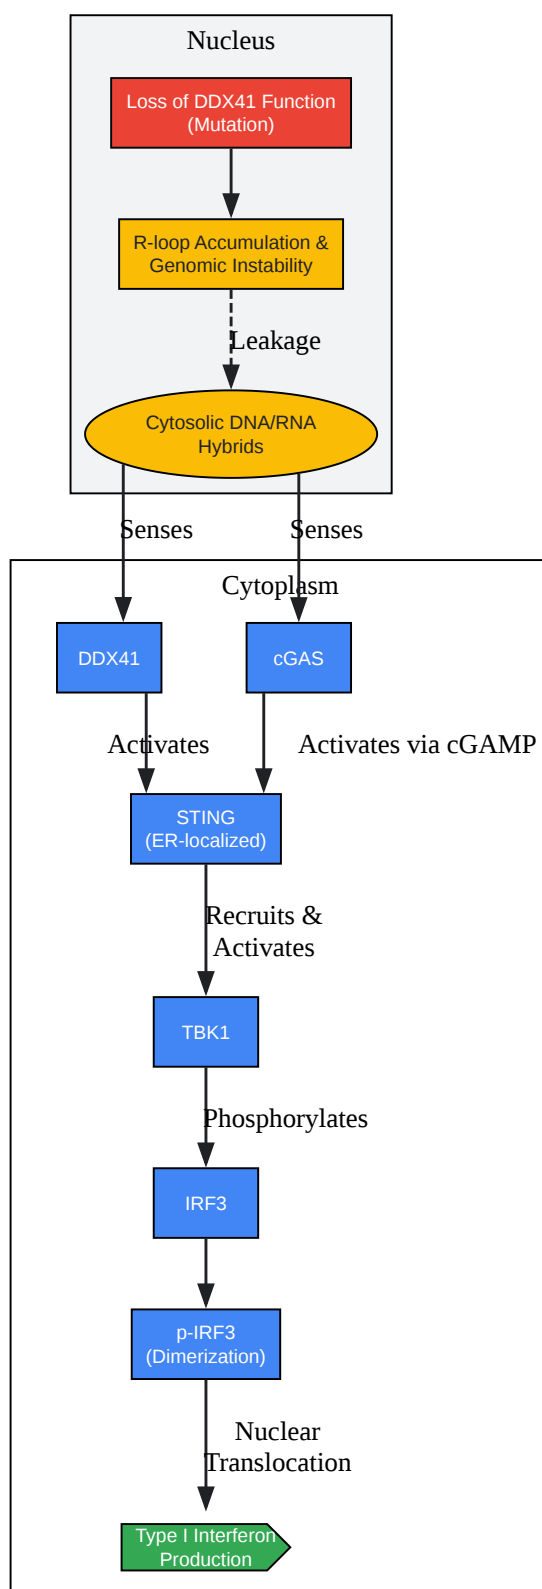 Nucleus
Loss of DDX41 Function
(Mutation)
R-loop Accumulation &
Genomic Instability
Leakage
Cytosolic DNA/RNA
Hybrids
Senses
Senses
Cytoplasm
DDX41
cGAS
Activates
Activates via cGAMP
STING
(ER-localized)
Recruits &
Activates
TBK1
Phosphorylates
IRF3
p-IRF3
(Dimerization)
Nuclear
Translocation
Type I Interferon
Production